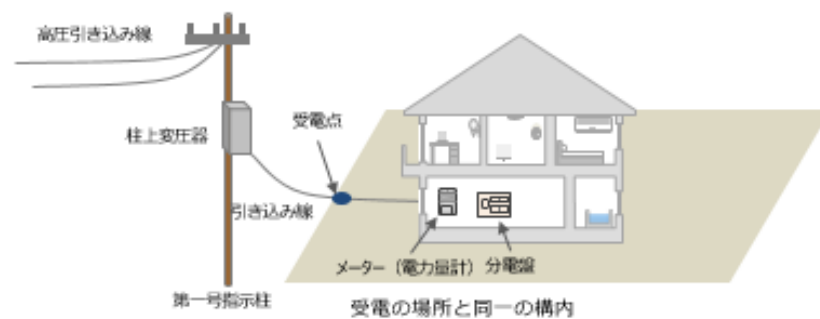 高圧引き込み線
柱上変圧器
受電点
引き込み線
メーター（電力量計）
分電盤
第一号指示柱
受電の場所と同一の構内